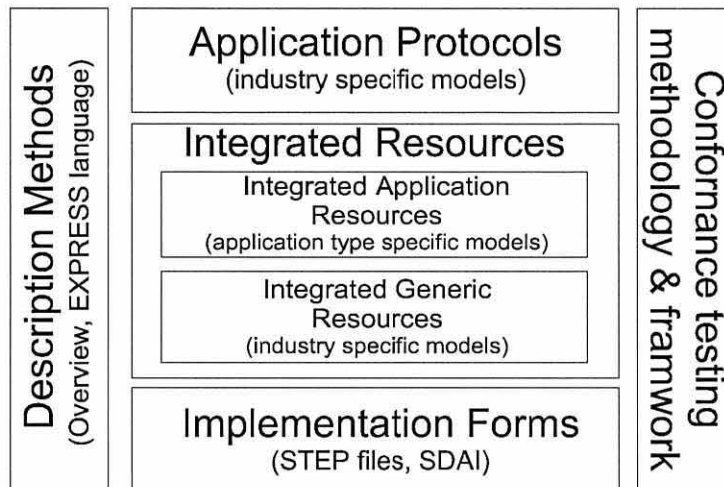 Description Methods
(Overview, EXPRESS language)
Application Protocols
(industry specific models)
Integrated Resources
Integrated Application
Resources
(application type specific models)
Integrated Generic
Resources
(industry specific models)
Implementation Forms
(STEP files, SDAI)
Confornance testing
methodology & framwork